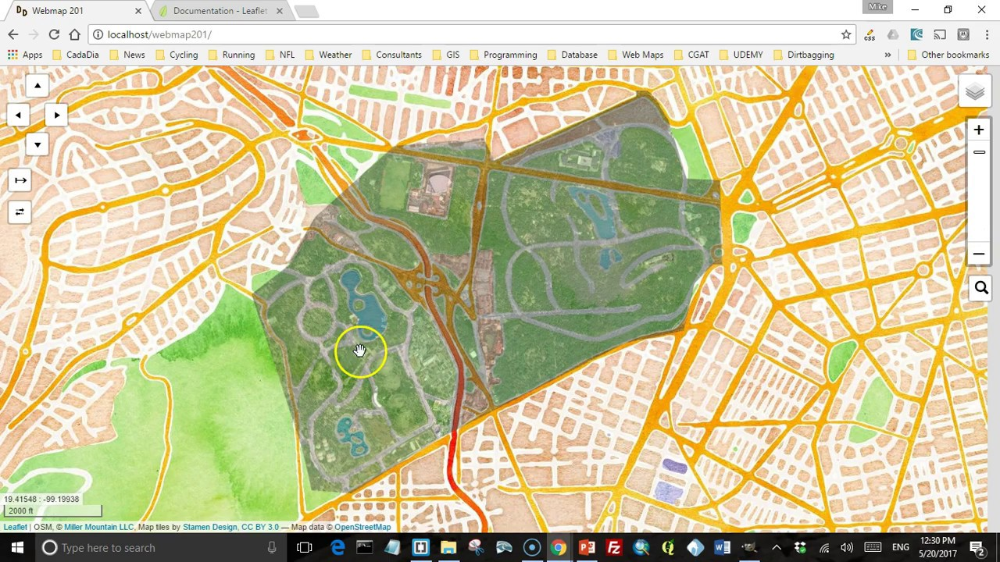 Webmap 201
Documentation - Leaflet
Mike
localhost/webmap201/
css
Apps
CadaDia
News
Cycling
Running
NFL
Weather
Consultants
GIS
Programming
Database
Web Maps
CGAT
UDEMY
Dirtbagging
»
Other bookmarks
+
−
19.41548 : -99.19938
2000 ft
Leaflet | OSM, © Miller Mountain LLC, Map tiles by Stamen Design, CC BY 3.0 — Map data © OpenStreetMap
Type here to search
ENG
12:30 PM
5/20/2017
2